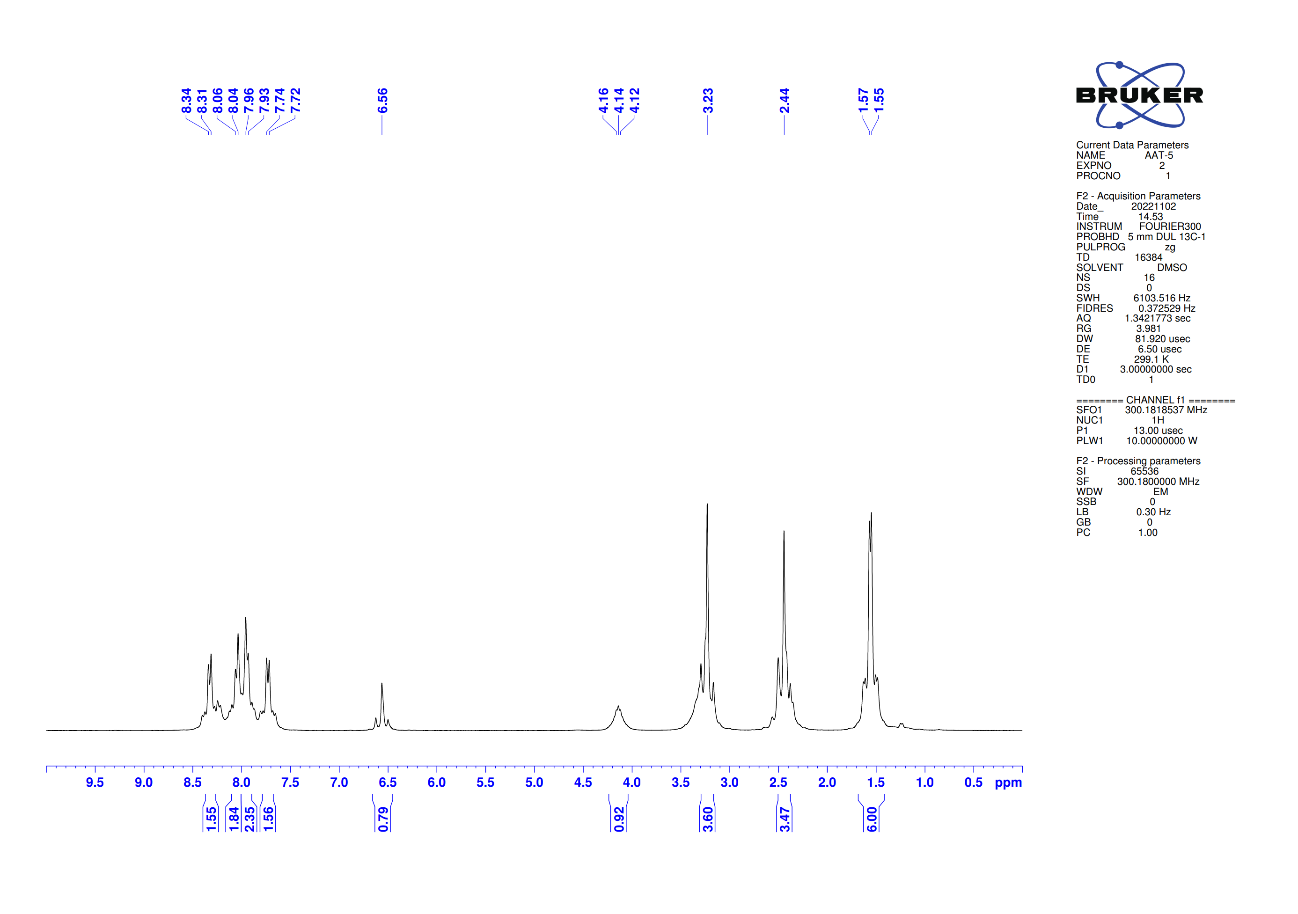 8.34
8.31
8.06
8.04
7.96
7.93
7.74
7.72
6.56
4.16
4.14
4.12
3.23
2.44
1.57
1.55
BRUKER
Current Data Parameters
NAME AAT-5
EXPNO 2
PROCNO 1
F2 - Acquisition Parameters
Date_ 20221102
Time 14.53
INSTRUM FOURIER300
PROBHD 5 mm DUL 13C-1
PULPROG zg
TD 16384
SOLVENT DMSO
NS 16
DS 0
SWH 6103.516 Hz
FIDRES 0.372529 Hz
AQ 1.3421773 sec
RG 3.981
DW 81.920 usec
DE 6.50 usec
TE 299.1 K
D1 3.00000000 sec
TD0 1
======== CHANNEL f1 ========
SFO1 300.1818537 MHz
NUC1 1H
P1 13.00 usec
PLW1 10.00000000 W
F2 - Processing parameters
SI 65536
SF 300.1800000 MHz
WDW EM
SSB 0
LB 0.30 Hz
GB 0
PC 1.00
9.5 9.0 8.5 8.0 7.5 7.0 6.5 6.0 5.5 5.0 4.5 4.0 3.5 3.0 2.5 2.0 1.5 1.0 0.5 ppm
1.55
1.84
2.35
1.56
0.79
0.92
3.60
3.47
6.00